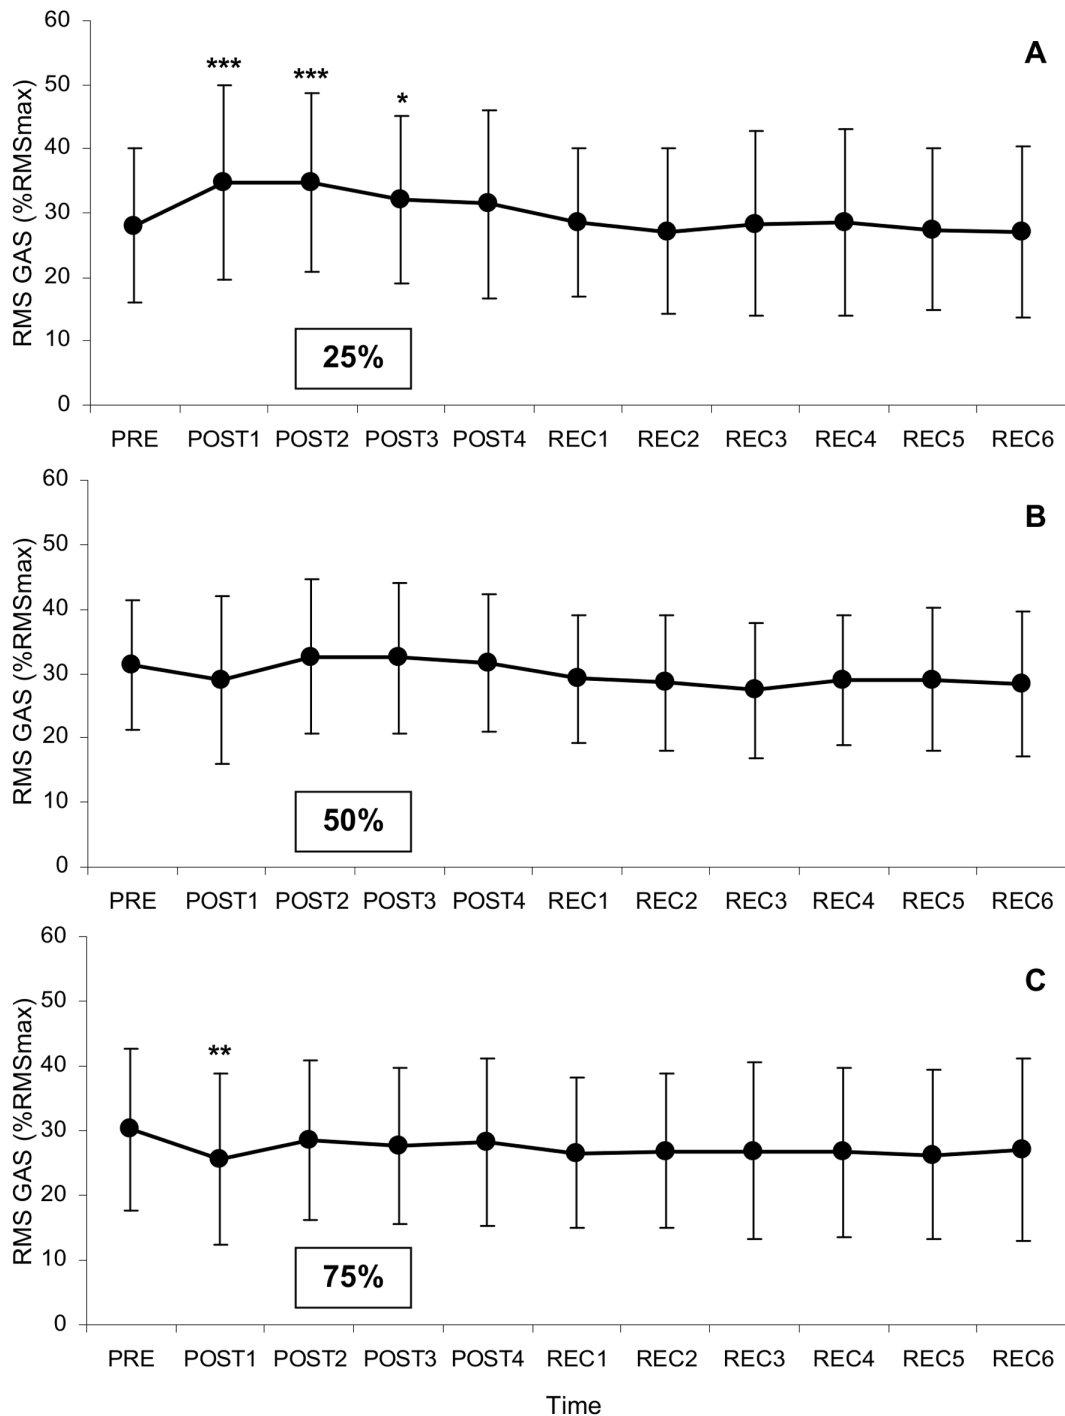 60
A
***
***
50
*
40
30
20
10
0
RMS GAS (%RMSmax)
25%
PRE POST1 POST2 POST3 POST4 REC1 REC2 REC3 REC4 REC5 REC6
60
B
50
40
30
20
10
0
RMS GAS (%RMSmax)
50%
PRE POST1 POST2 POST3 POST4 REC1 REC2 REC3 REC4 REC5 REC6
60
C
50
**
40
30
20
10
0
RMS GAS (%RMSmax)
75%
PRE POST1 POST2 POST3 POST4 REC1 REC2 REC3 REC4 REC5 REC6
Time